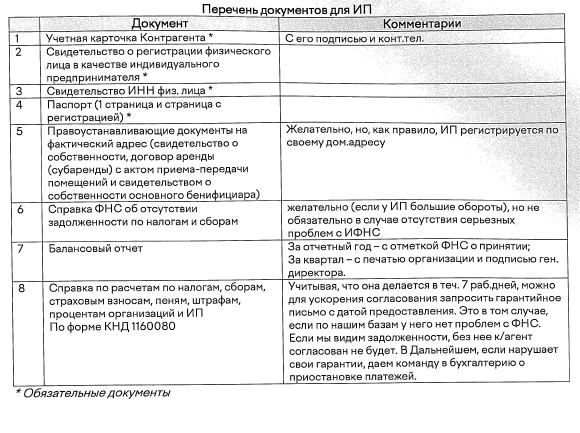 Перечень документов для ИП
Документ
Комментарии
1
Учетная карточка Контрагента *
С его подписью и конт.тел.
2
Свидетельство о регистрации физического
лица в качестве индивидуального
предпринимателя *
3
Свидетельство ИНН физ. лица *
4
Паспорт (1 страница и страница с
регистрацией) *
5
Правоустанавливающие документы на
фактический адрес (свидетельство о
собственности, договор аренды
(субаренды) с актом приема-передачи
помещений и свидетельством о
собственности основного бенифициара)
Желательно, но, как правило, ИП регистрируется по
своему дом.адресу
6
Справка ФНС об отсутствии
задолженности по налогам и сборам
желательно (если у ИП большие обороты), но не
обязательно в случае отсутствия серьезных
проблем с ИФНС
7
Балансовый отчет
За отчетный год – с отметкой ФНС о принятии;
За квартал – с печатью организации и подписью ген.
директора.
8
Справка по расчетам по налогам, сборам,
страховым взносам, пеням, штрафам,
процентам организаций и ИП
По форме КНД 1160080
Учитывая, что она делается в теч. 7 раб.дней, можно
для ускорения согласования запросить гарантийное
письмо с датой предоставления. Это в том случае,
если по нашим базам у него нет проблем с ФНС.
Если мы видим задолженности, без нее к/агент
согласован не будет. В Дальнейшем, если нарушает
свои гарантии, даем команду в бухгалтерию о
приостановке платежей.
* Обязательные документы